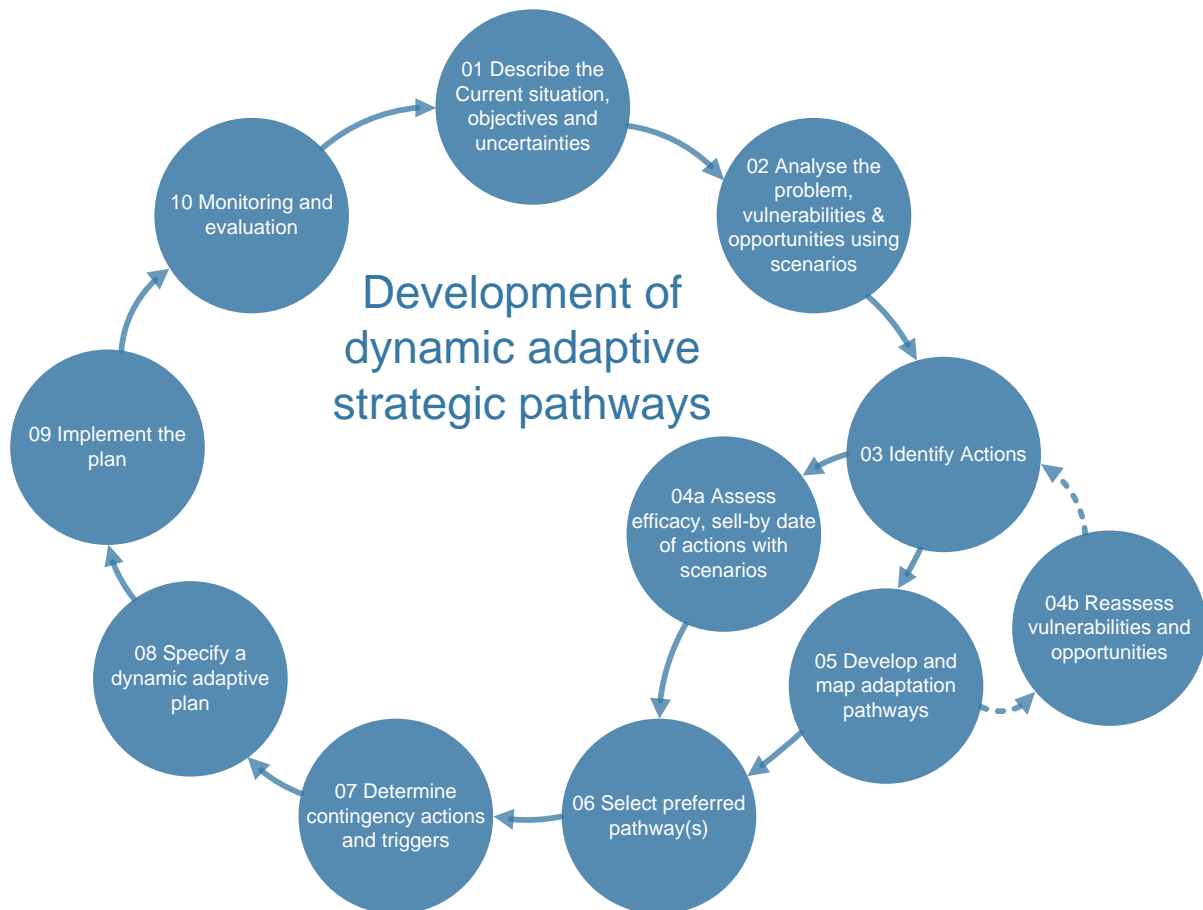 01 Describe the
Current situation,
objectives and
uncertainties
02 Analyse the
problem,
vulnerabilities &
opportunities using
scenarios
10 Monitoring and
evaluation
Development of
dynamic adaptive
strategic pathways
09 Implement the
plan
03 Identify Actions
04a Assess
efficacy, sell-by date
of actions with
scenarios
04b Reassess
vulnerabilities and
opportunities
05 Develop and
map adaptation
pathways
08 Specify a
dynamic adaptive
plan
07 Determine
contingency actions
and triggers
06 Select preferred
pathway(s)